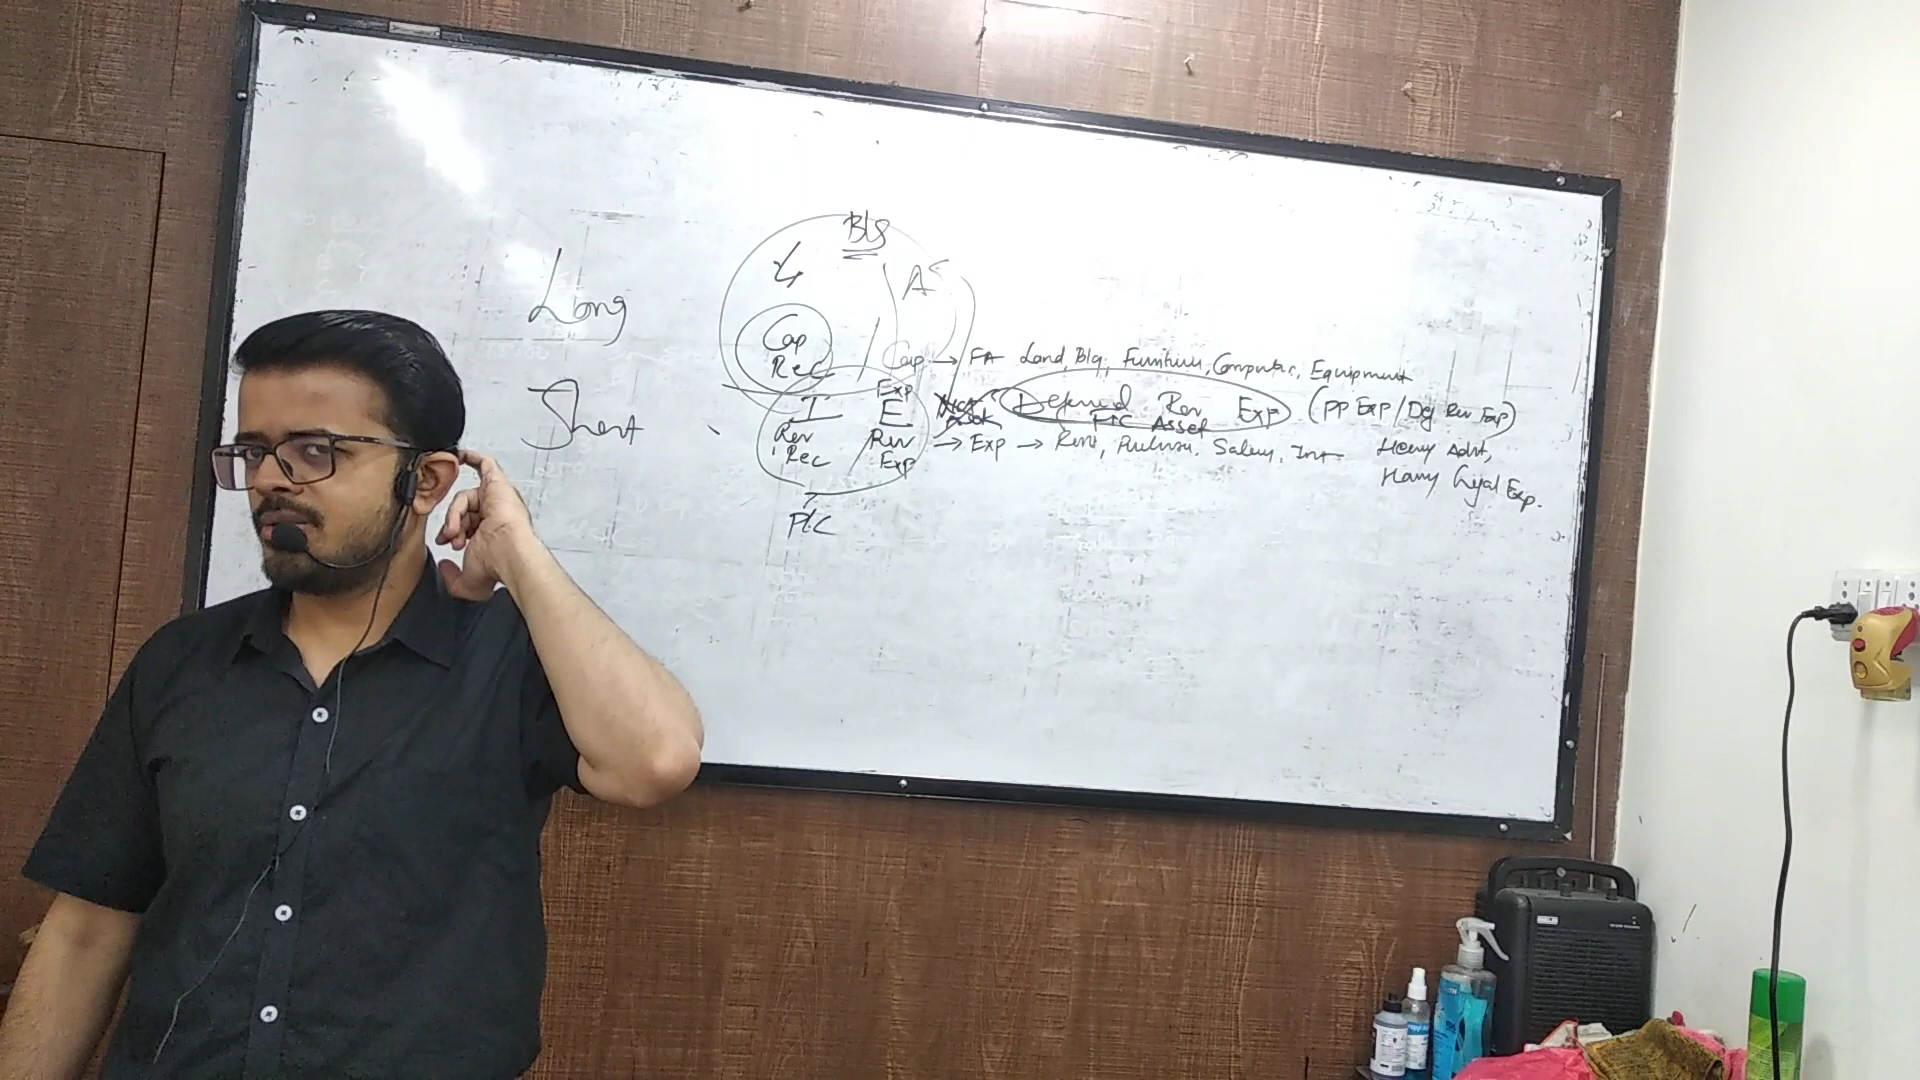 B/S
L A
Long
Cap Rec Cap → FA Land, Blg, Furniture, Computer, Equipment
Exp
Short I E Deferred Rev Exp (PP Exp/Def Rev Exp)
FIC Asset
Rev Rec Rev Exp → Exp → Rent, Purchase, Salary, Int Heavy Advt,
Heavy Legal Exp.
P/L